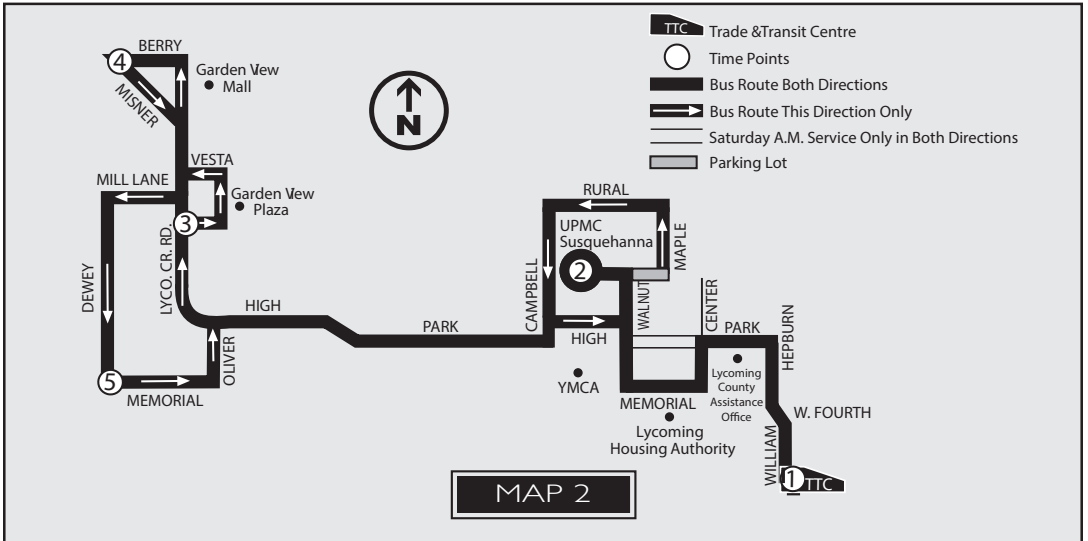 BERRY
4
MISNER
Garden View
Mall
N
TTC Trade &Transit Centre
Time Points
Bus Route Both Directions
Bus Route This Direction Only
Saturday A.M. Service Only in Both Directions
Parking Lot
VESTA
MILL LANE
Garden View
Plaza
3
LYCO. CR. RD.
DEWEY
HIGH
OLIVER
5
MEMORIAL
PARK
RURAL
UPMC
Susquehanna
2
MAPLE
CAMPBELL
WALNUT
HIGH
CENTER
PARK
HEPBURN
YMCA
Lycoming
County
Assistance
Office
MEMORIAL
Lycoming
Housing Authority
W. FOURTH
WILLIAM
1
TTC
MAP 2